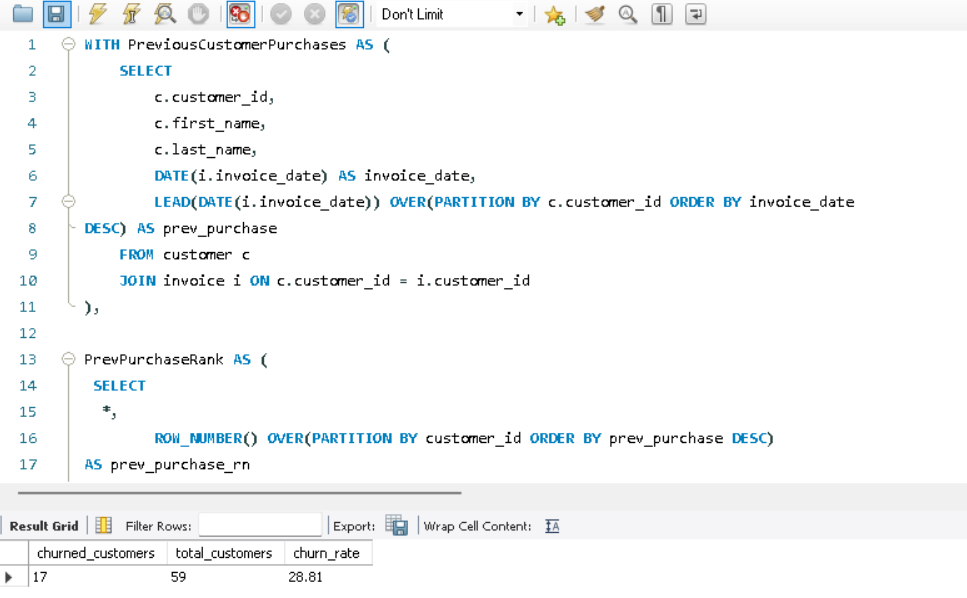 Don't Limit
1 WITH PreviousCustomerPurchases AS (
2 SELECT
3 c.customer_id,
4 c.first_name,
5 c.last_name,
6 DATE(i.invoice_date) AS invoice_date,
7 LEAD(DATE(i.invoice_date)) OVER(PARTITION BY c.customer_id ORDER BY invoice_date
8 DESC) AS prev_purchase
9 FROM customer c
10 JOIN invoice i ON c.customer_id = i.customer_id
11 ),
12
13 PrevPurchaseRank AS (
14 SELECT
15 *,
16 ROW_NUMBER() OVER(PARTITION BY customer_id ORDER BY prev_purchase DESC)
17 AS prev_purchase_rn
Result Grid Filter Rows: Export: Wrap Cell Content: IA
churned_customers total_customers churn_rate
17 59 28.81